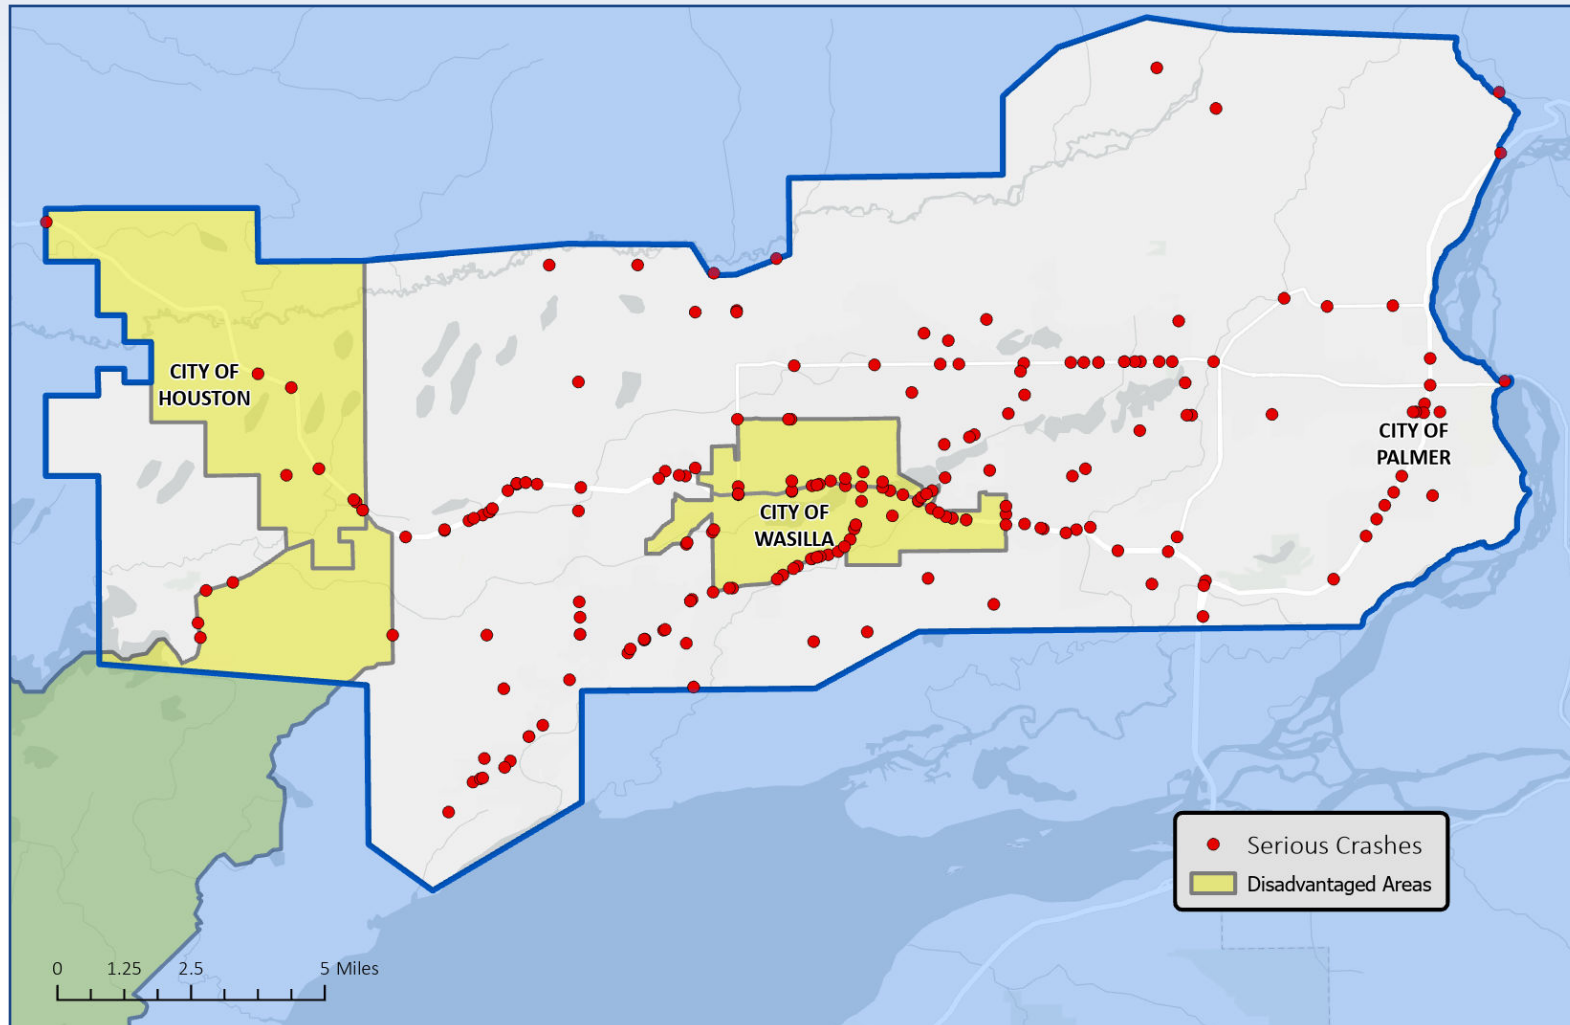 CITY OF
HOUSTON
CITY OF
PALMER
CITY OF
WASILLA
Serious Crashes
Disadvantaged Areas
0 1.25 2.5 5 Miles